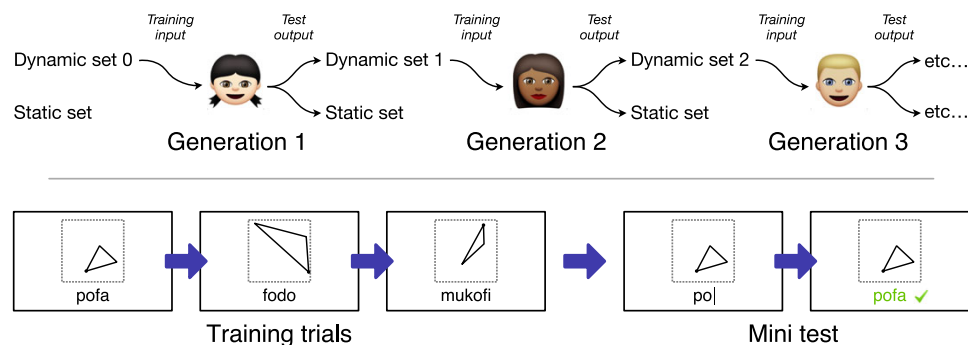 Training input
Test output
Training input
Test output
Training input
Test output
Dynamic set 0
Dynamic set 1
Dynamic set 2
etc...
Static set
Static set
Static set
etc...
Generation 1
Generation 2
Generation 3
pofa
fodo
mukofi
po
pofa
Training trials
Mini test